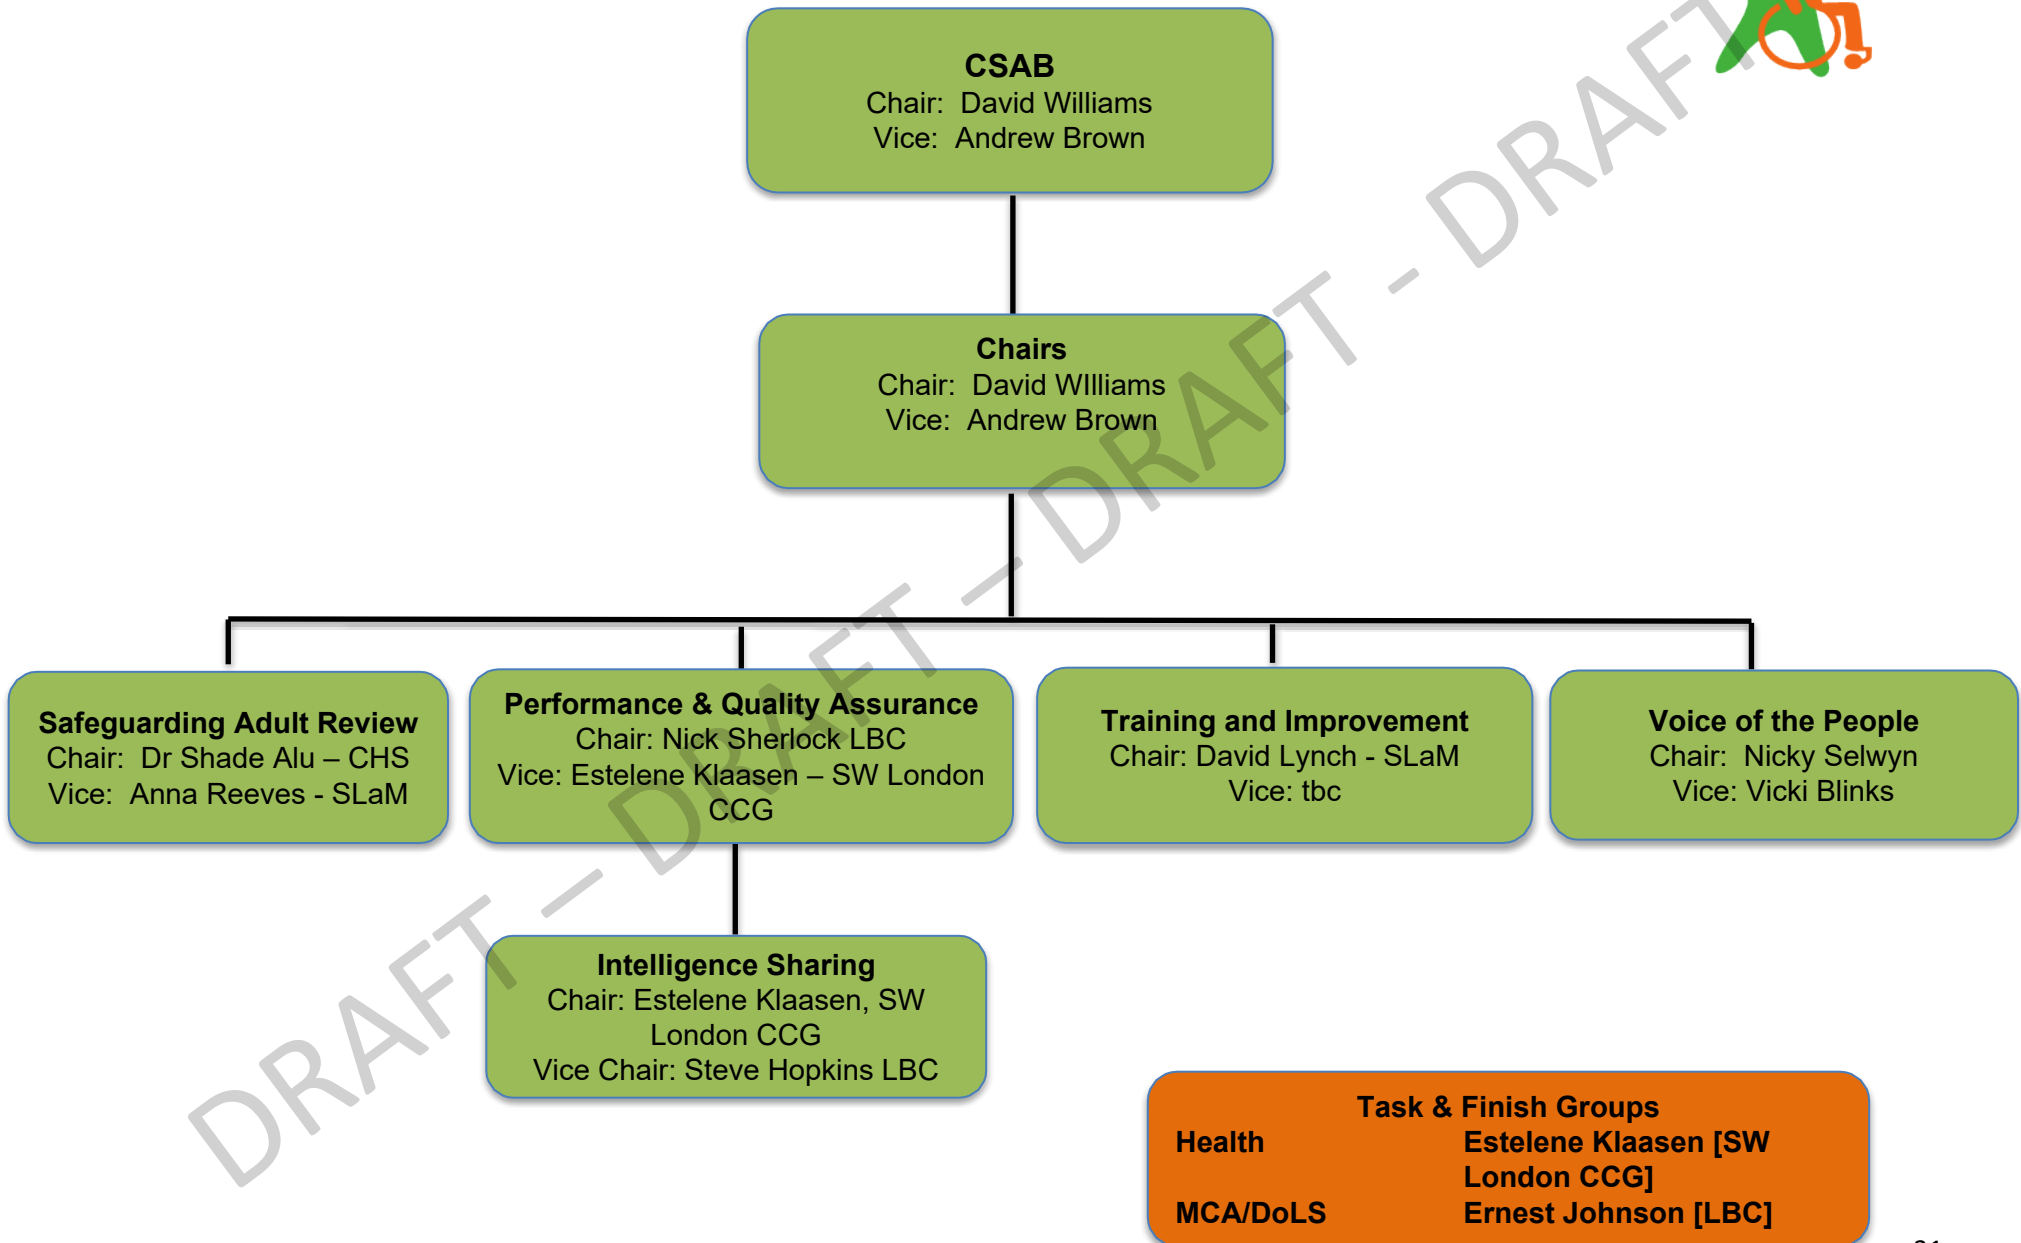 CSAB
Chair: David Williams
Vice: Andrew Brown
Chairs
Chair: David WIlliams
Vice: Andrew Brown
Safeguarding Adult Review
Chair: Dr Shade Alu – CHS
Vice: Anna Reeves - SLaM
Performance & Quality Assurance
Chair: Nick Sherlock LBC
Vice: Estelene Klaasen – SW London
CCG
Training and Improvement
Chair: David Lynch - SLaM
Vice: tbc
Voice of the People
Chair: Nicky Selwyn
Vice: Vicki Blinks
Intelligence Sharing
Chair: Estelene Klaasen, SW
London CCG
Vice Chair: Steve Hopkins LBC
Task & Finish Groups
Health Estelene Klaasen [SW
London CCG]
MCA/DoLS Ernest Johnson [LBC]
DRAFT – DRAFT – DRAFT - DRAFT